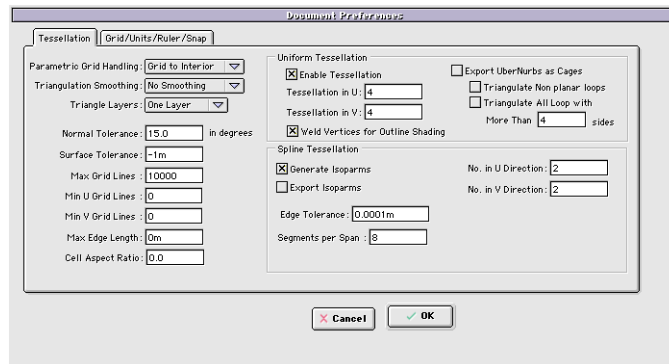 Document Preferences
Tessellation
Grid/Units/Ruler/Snap
Parametric Grid Handling: Grid to Interior
Triangulation Smoothing: No Smoothing
Triangle Layers: One Layer
Normal Tolerance: 15.0 in degrees
Surface Tolerance: -1m
Max Grid Lines : 10000
Min U Grid Lines : 0
Min V Grid Lines : 0
Max Edge Length: 0m
Cell Aspect Ratio: 0.0
Uniform Tessellation
Enable Tessellation
Tessellation in U: 4
Tessellation in V: 4
Weld Vertices for Outline Shading
Export UberNurbs as Cages
Triangulate Non planar loops
Triangulate All Loop with
More Than 4 sides
Spline Tessellation
Generate Isoparms
Export Isoparms
No. in U Direction: 2
No. in V Direction: 2
Edge Tolerance: 0.0001m
Segments per Span : 8
Cancel
OK